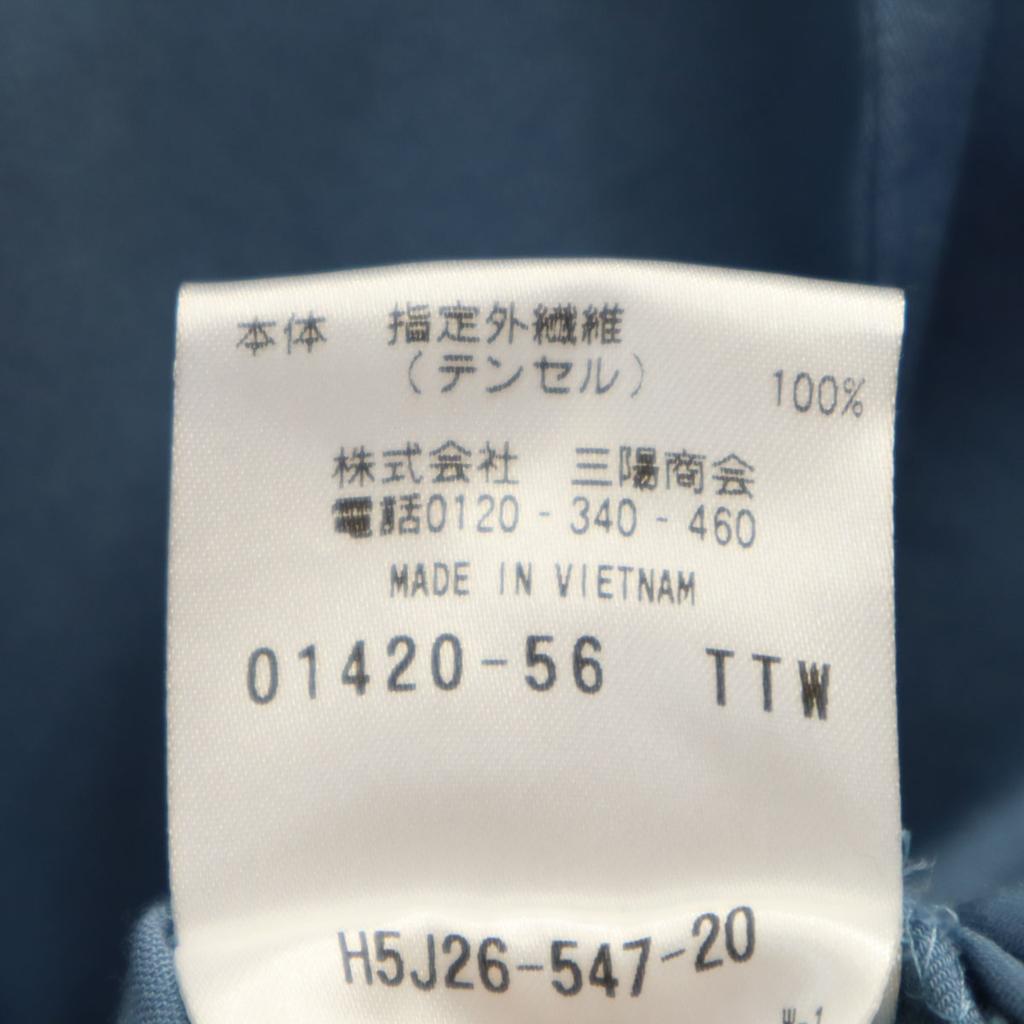 本体 指定外繊維
(テンセル) 100%
株式会社 三陽商会
電話0120-340-460
MADE IN VIETNAM
01420-56 TTW
H5J26-547-20
W-1